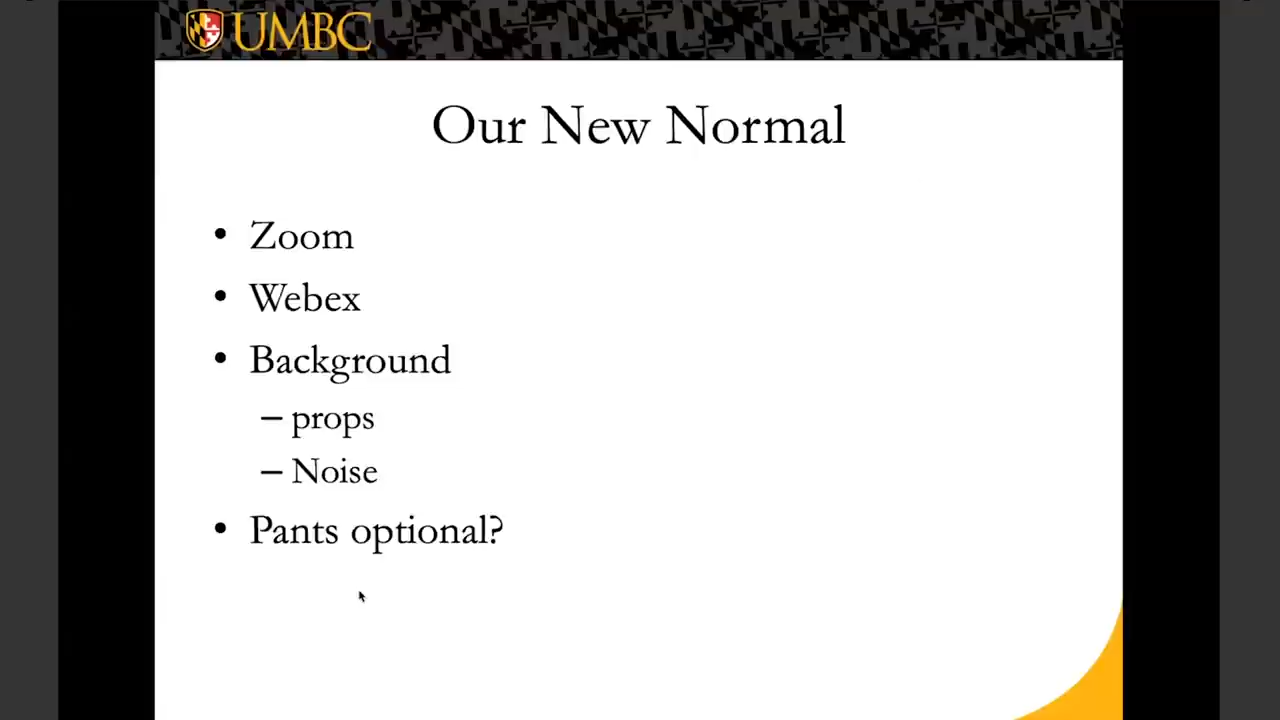 UMBC
Our New Normal
• Zoom
• Webex
• Background
– props
– Noise
• Pants optional?